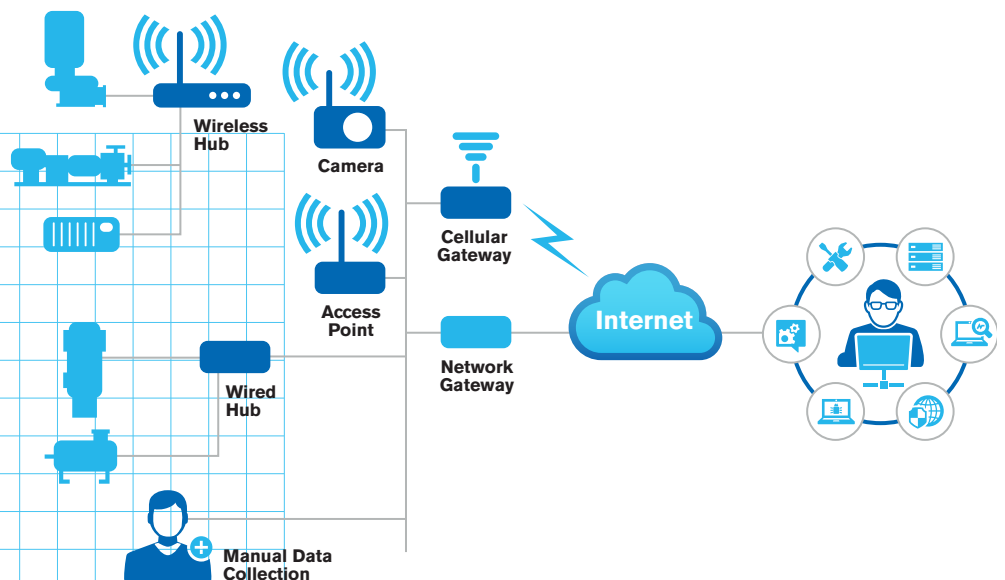 Wireless
Hub
Camera
Cellular
Gateway
Access
Point
Internet
Network
Gateway
Wired
Hub
Manual Data
Collection